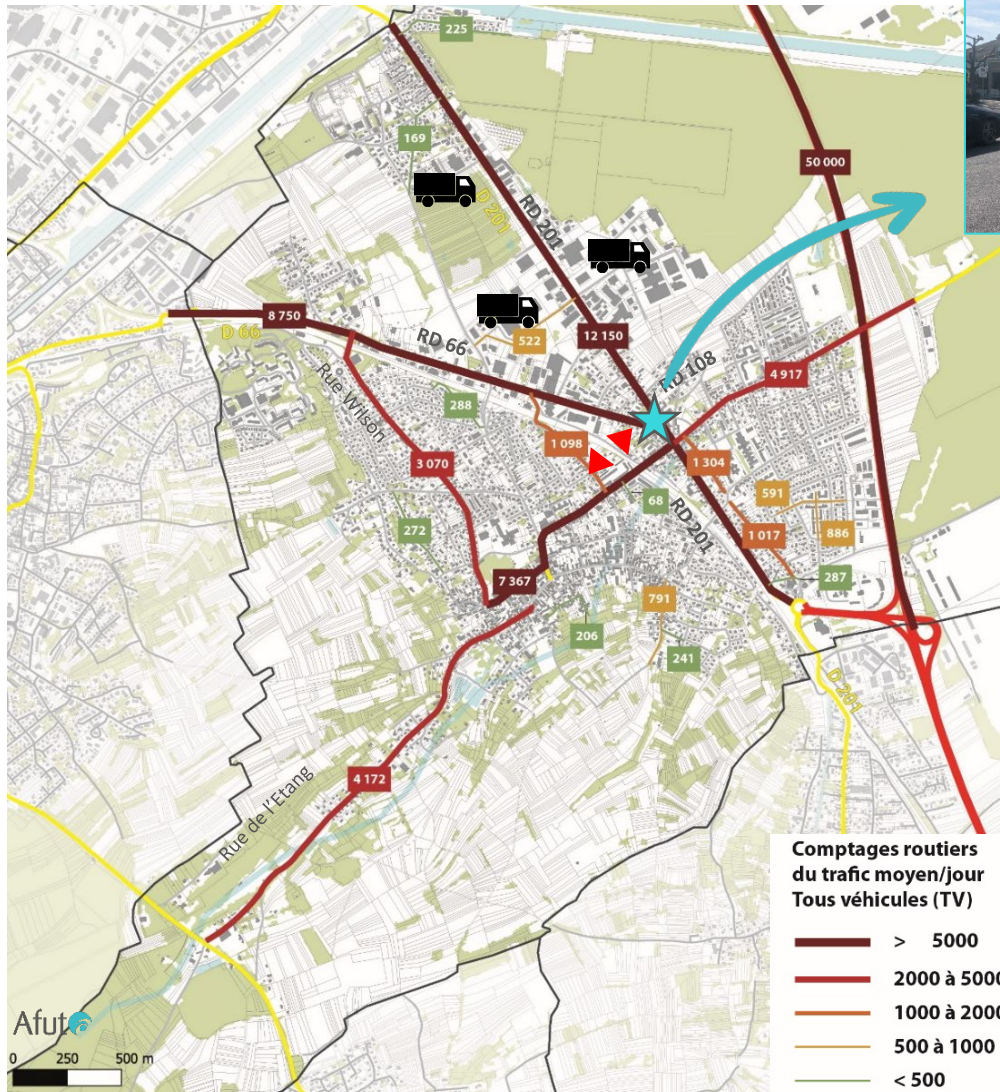 225
169
50 000
D 201
RD 201
8 750
D 66
RD 66
522
12 150
RD 108
4 917
Rue Wilson
288
1 098
3 070
1 304
591
68
RD 201
272
1 017
886
287
7 367
791
206
241
D 201
4 172
Rue de l'Etang
Comptages routiers
du trafic moyen/jour
Tous véhicules (TV)
> 5000
2000 à 5000
1000 à 2000
500 à 1000
< 500
Afut
0 250 500 m